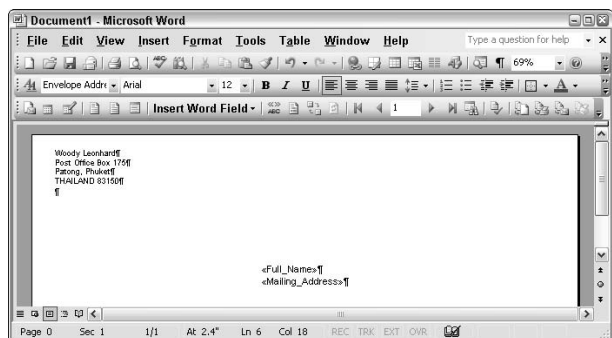 Document1 - Microsoft Word
File Edit View Insert Format Tools Table Window Help Type a question for help
69%
Envelope Addre Arial 12 B I U A
Insert Word Field ABC 1
Woody Leonhard¶
Post Office Box 175¶
Patong, Phuket¶
THAILAND 83150¶
¶
«Full_Name»¶
«Mailing_Address»¶
Page 0 Sec 1 1/1 At 2.4" Ln 6 Col 18 REC TRK EXT OVR